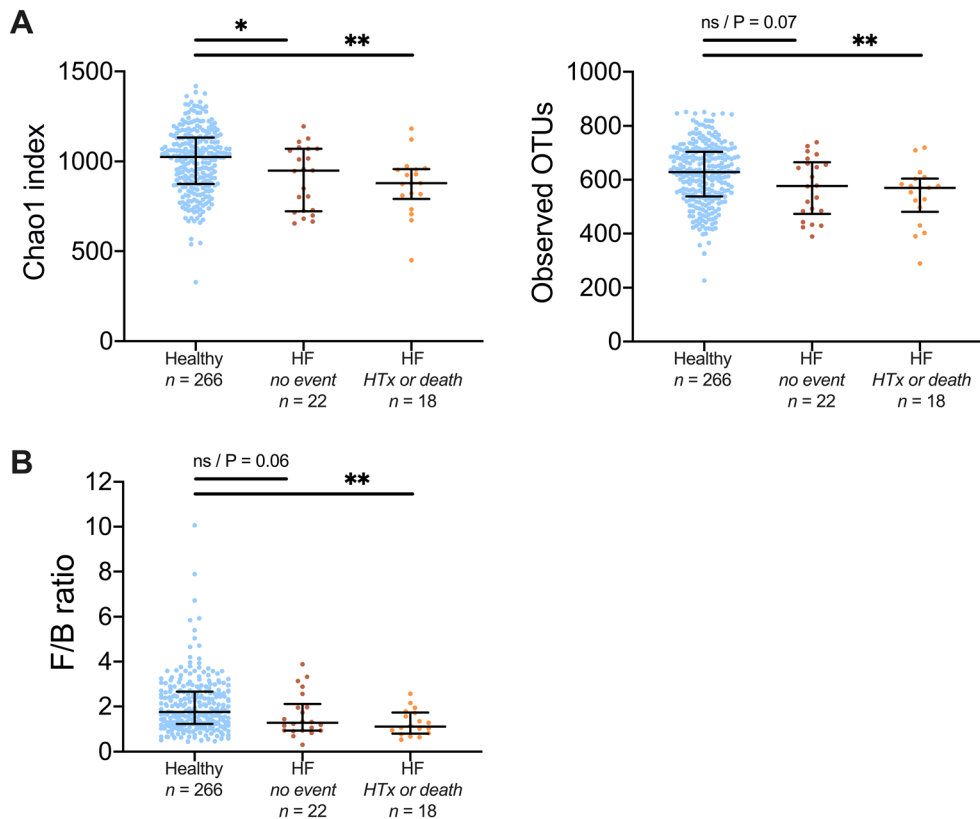 A
*
**
1500
1000
500
0
Chao1 index
Healthy
n = 266
HF
no event
n = 22
HF
HTx or death
n = 18
ns / P = 0.07
**
1000
800
600
400
200
0
Observed OTUs
Healthy
n = 266
HF
no event
n = 22
HF
HTx or death
n = 18
B
ns / P = 0.06
**
12
10
8
6
4
2
0
F/B ratio
Healthy
n = 266
HF
no event
n = 22
HF
HTx or death
n = 18